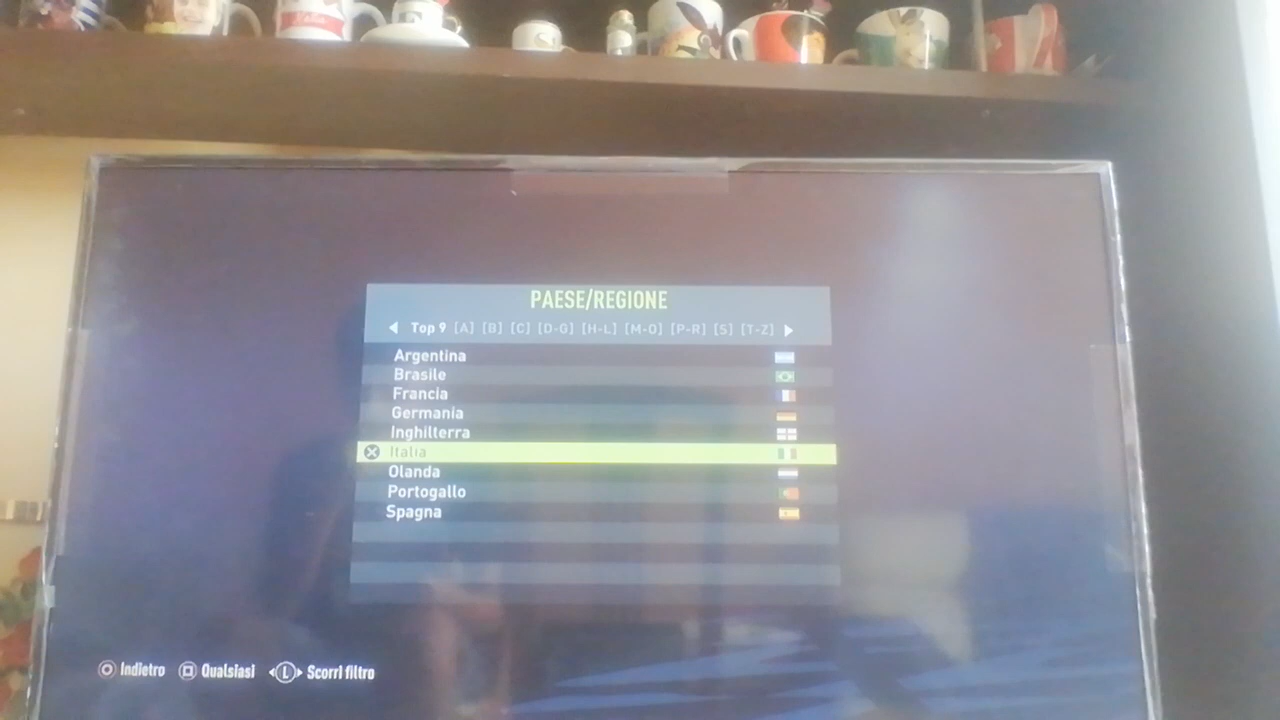 PAESE/REGIONE
Top 9 [A] [B] [C] [D-G] [H-L] [M-O] [P-R] [S] [T-Z]
Argentina
Brasile
Francia
Germania
Inghilterra
Italia
Olanda
Portogallo
Spagna
Indietro Qualsiasi L Scorri filtro